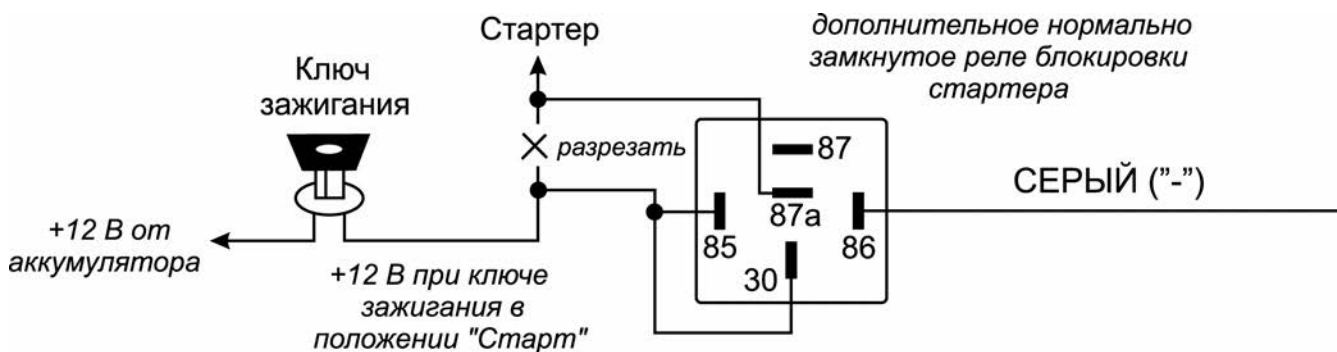 Стартер
дополнительное нормально
замкнутое реле блокировки
стартера
Ключ
зажигания
разрезать
87
87а
85
86
30
СЕРЫЙ ("-")
+12 В от
аккумулятора
+12 В при ключе
зажигания в
положении "Старт"